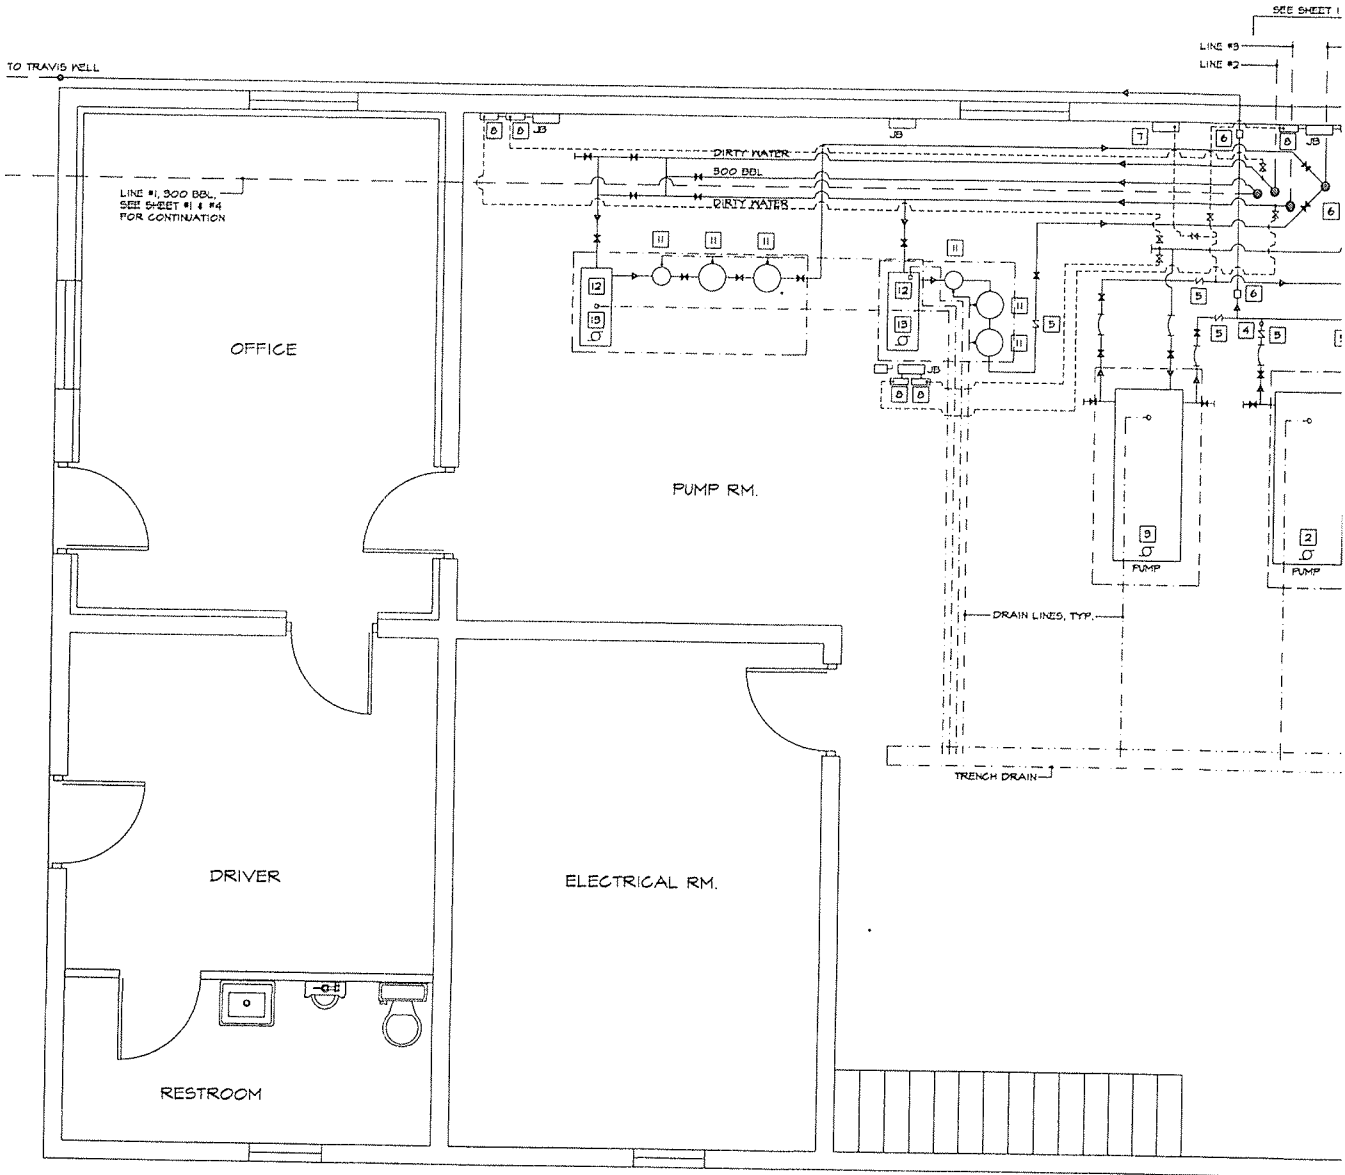 SEE SHEET 1
LINE #3
LINE #2
TO TRAVIS WELL
8
8
JB
JB
7
6
8
JB
DIRTY WATER
300 BBL
DIRTY WATER
LINE #1, 300 BBL,
SEE SHEET #1 & #4
FOR CONTINUATION
6
11
11
11
11
12
13
12
13
11
11
5
5
6
5
4
5
JB
8
8
OFFICE
PUMP RM.
3
PUMP
2
PUMP
DRAIN LINES, TYP.
TRENCH DRAIN
DRIVER
ELECTRICAL RM.
RESTROOM